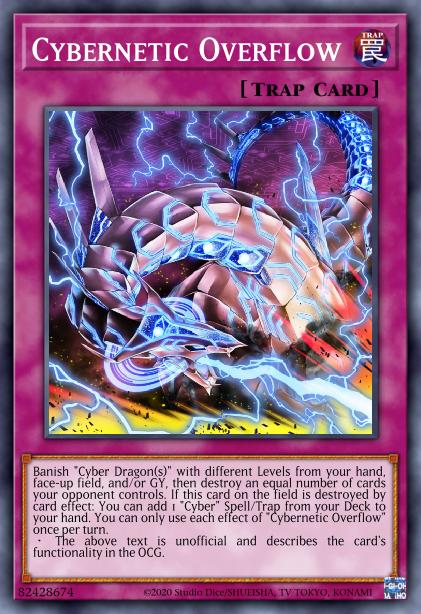 CYBERNETIC OVERFLOW
TRAP
罠
[TRAP CARD]
Banish "Cyber Dragon(s)" with different Levels from your hand,
face-up field, and/or GY, then destroy an equal number of cards
your opponent controls. If this card on the field is destroyed by
card effect: You can add 1 "Cyber" Spell/Trap from your Deck to
your hand. You can only use each effect of "Cybernetic Overflow"
once per turn.
· The above text is unofficial and describes the card's
functionality in the OCG.
82428674
©2020 Studio Dice/SHUEISHA, TV TOKYO, KONAMI